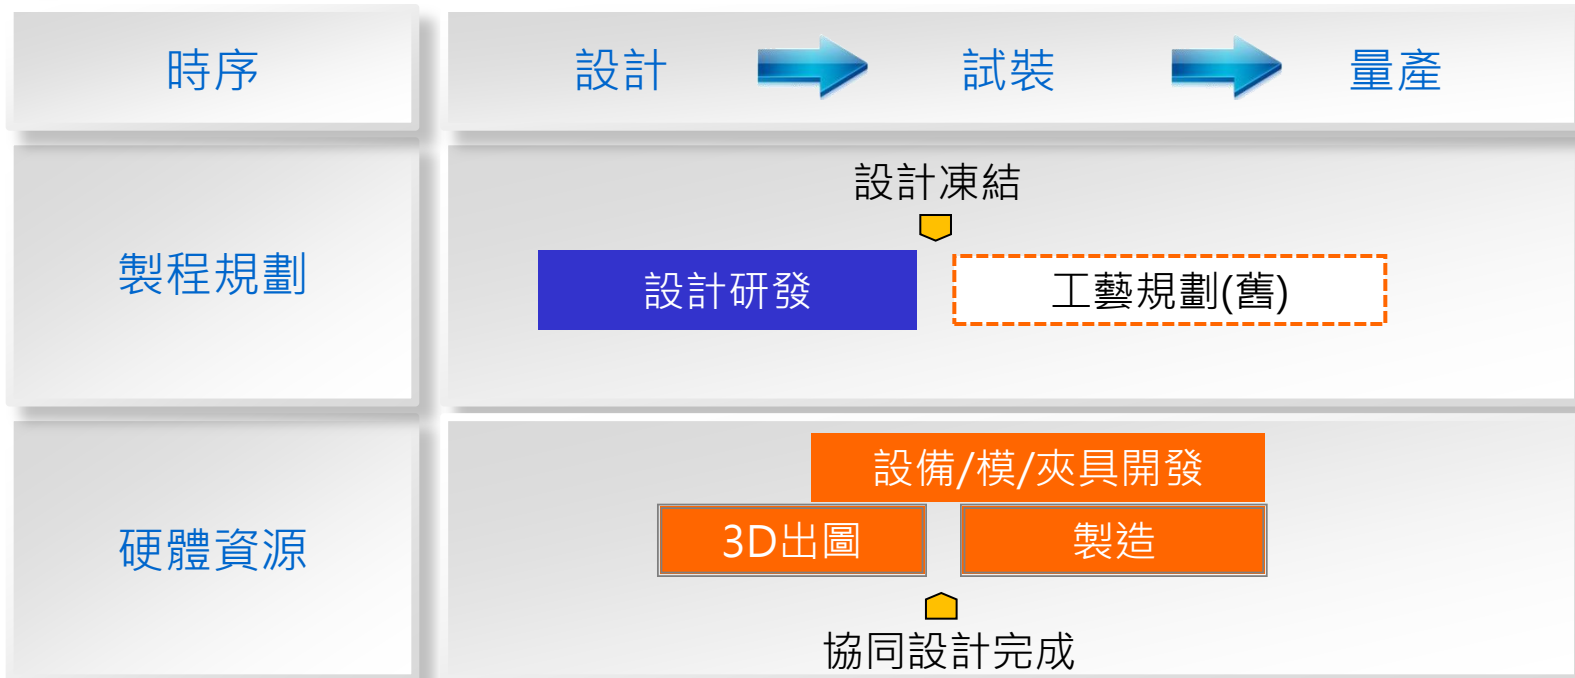 時序
設計
試裝
量產
製程規劃
設計凍結
設計研發
工藝規劃(舊)
硬體資源
設備/模/夾具開發
3D出圖
製造
協同設計完成